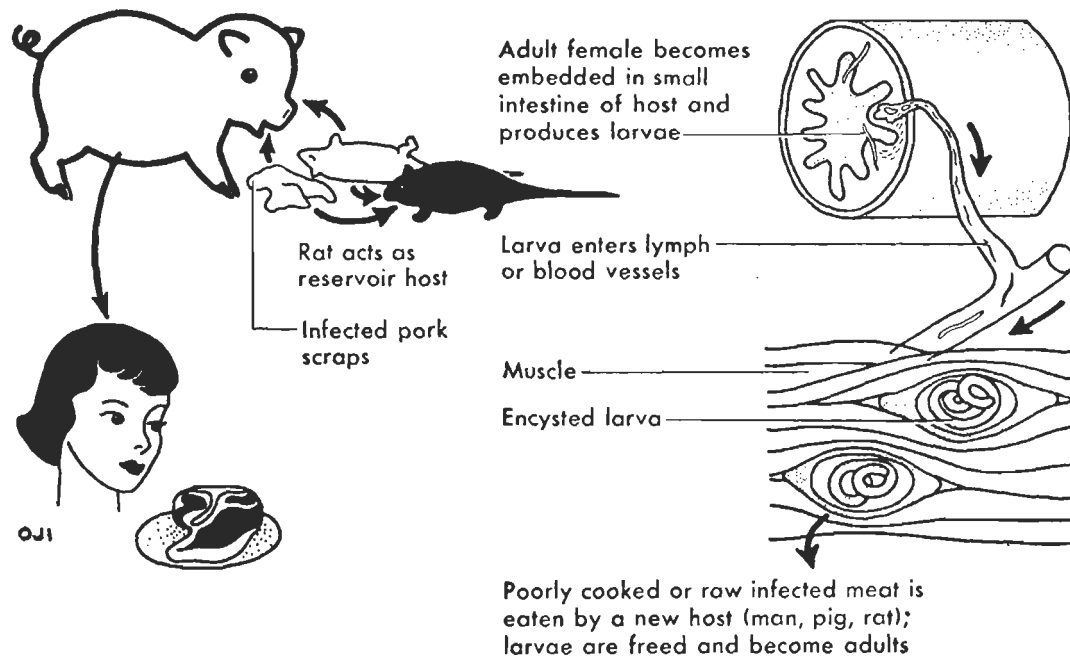 Rat acts as
reservoir host
Infected pork
scraps
OJI
Adult female becomes
embedded in small
intestine of host and
produces larvae
Larva enters lymph
or blood vessels
Muscle
Encysted larva
Poorly cooked or raw infected meat is
eaten by a new host (man, pig, rat);
larvae are freed and become adults